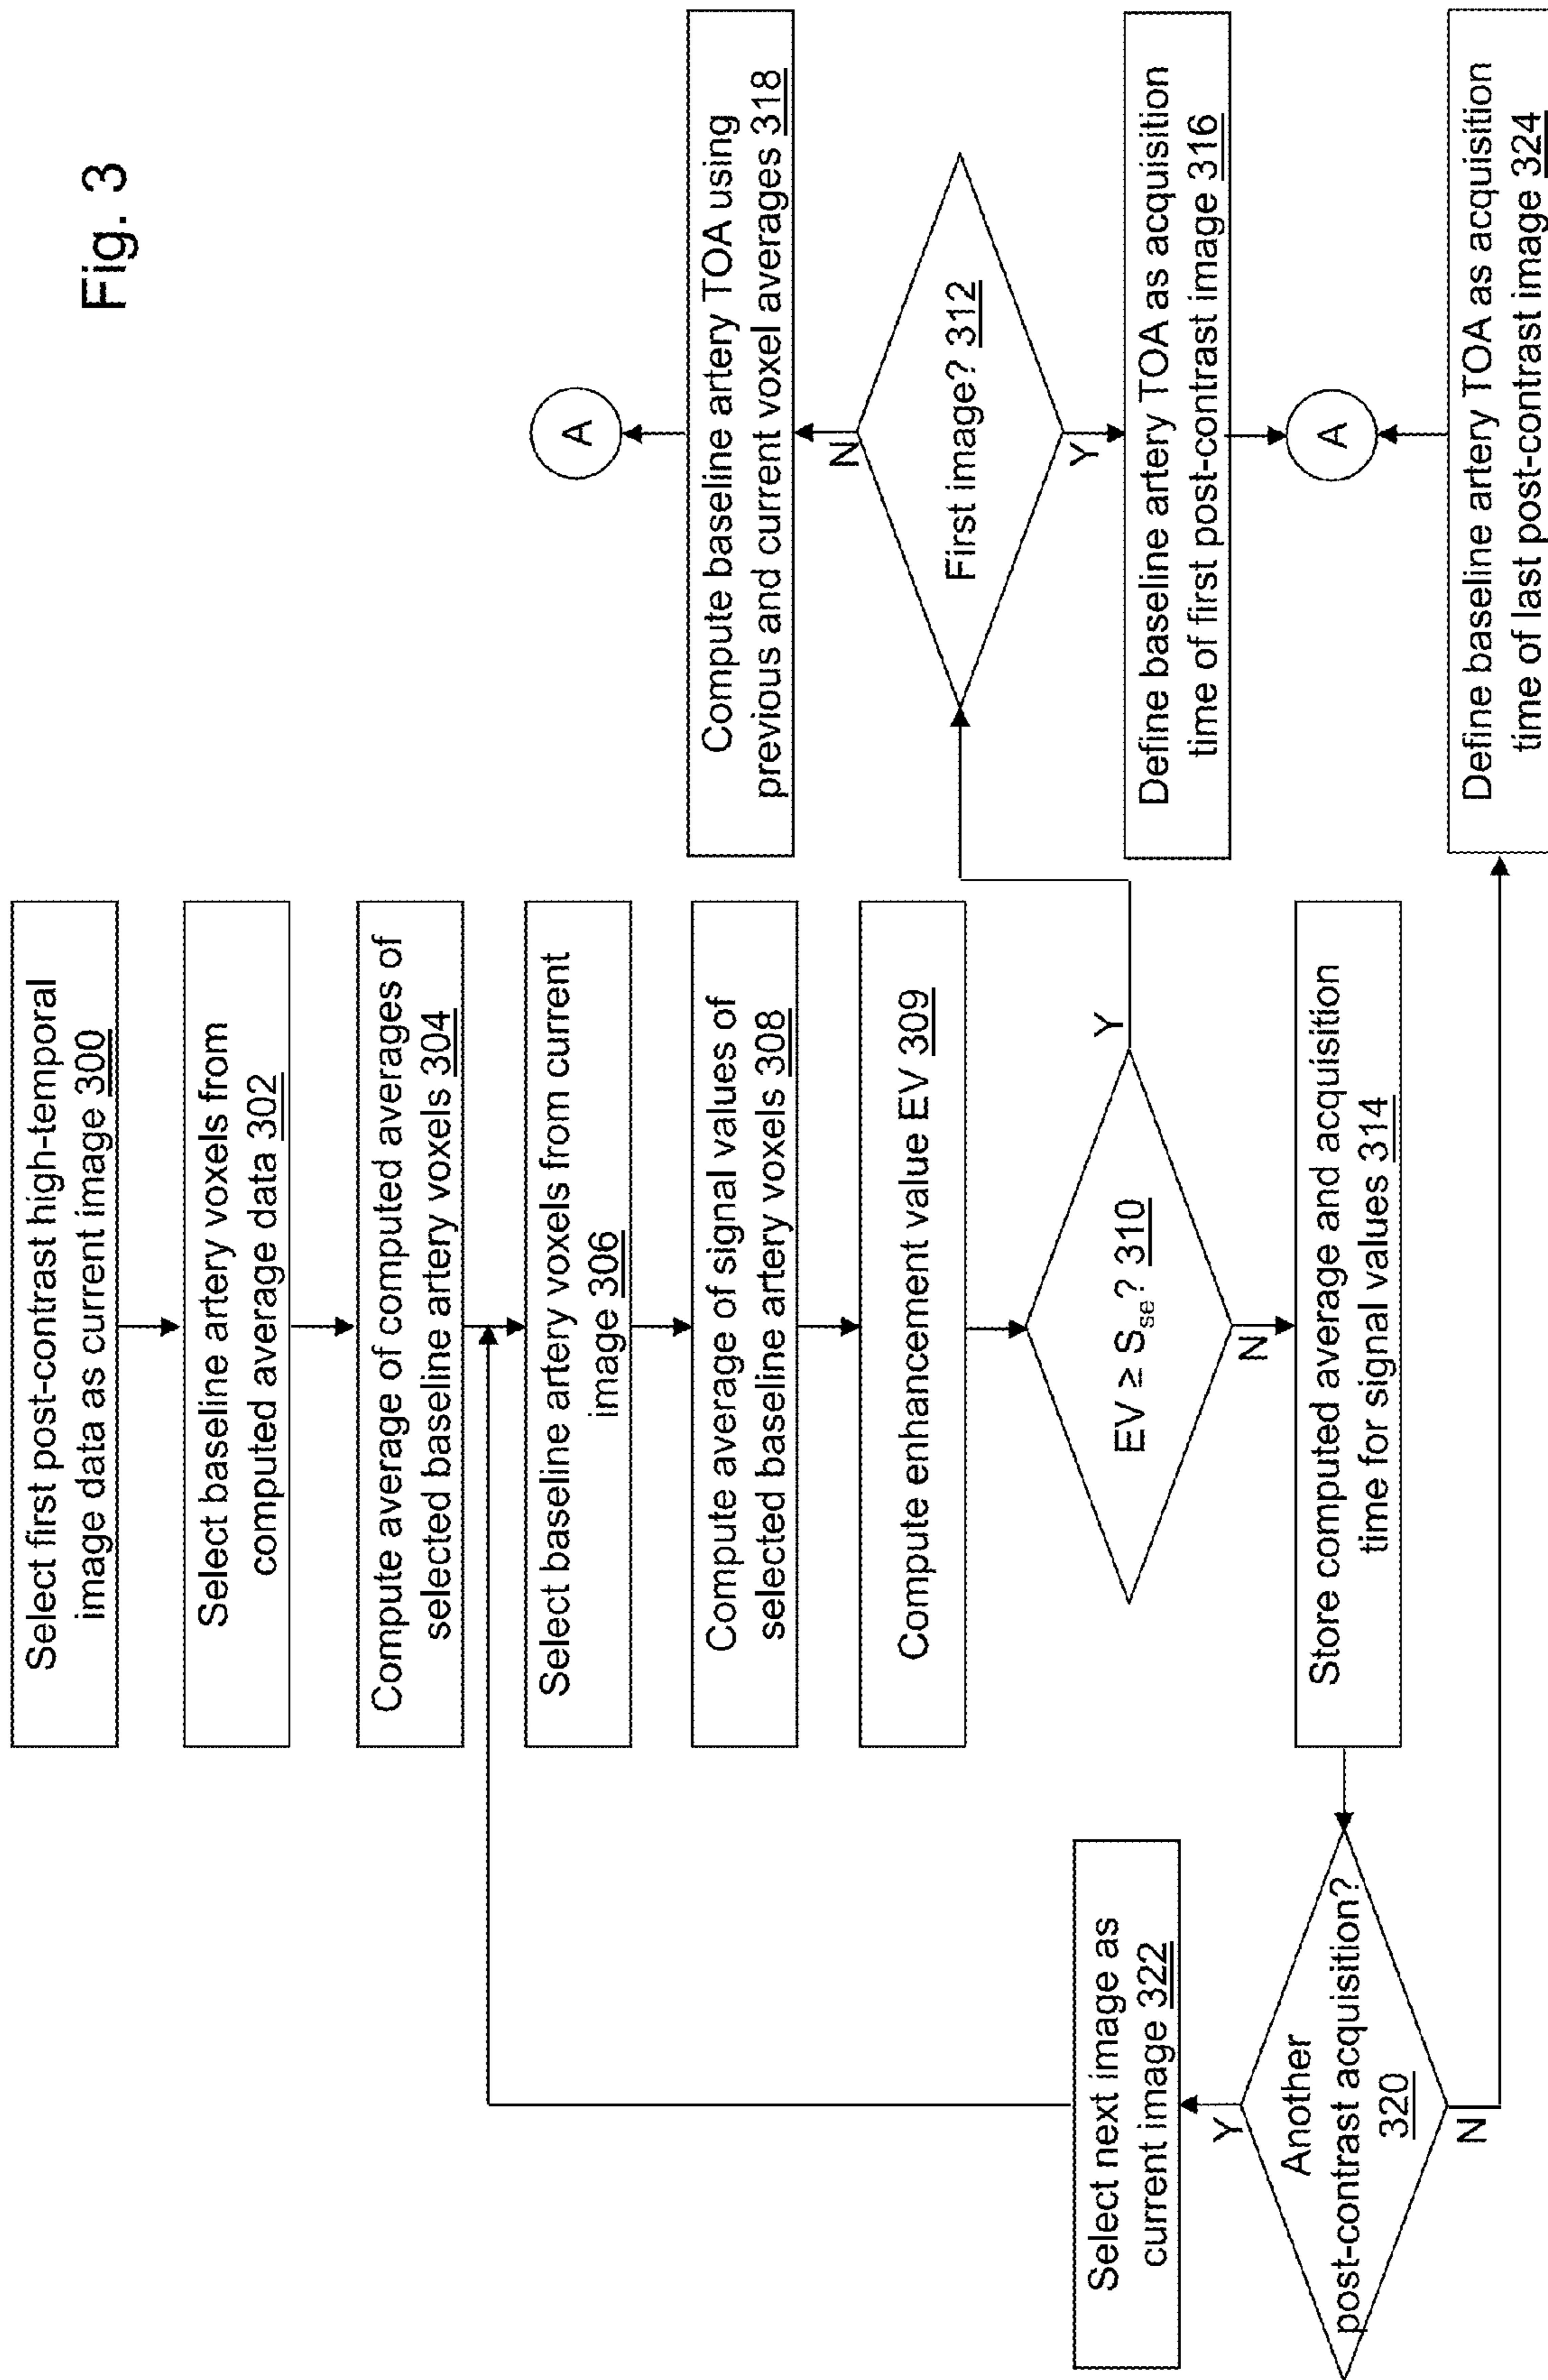 Fig. 3
Select first post-contrast high-temporal
image data as current image 300
Select baseline artery voxels from
computed average data 302
Compute average of computed averages of
selected baseline artery voxels 304
Select baseline artery voxels from current
image 306
Compute average of signal values of
selected baseline artery voxels 308
Compute enhancement value EV 309
EV ≥ Sse? 310
Y
N
Store computed average and acquisition
time for signal values 314
Another
post-contrast acquisition?
320
Y
N
Select next image as
current image 322
A
Compute baseline artery TOA using
previous and current voxel averages 318
N
First image? 312
Y
Define baseline artery TOA as acquisition
time of first post-contrast image 316
A
Define baseline artery TOA as acquisition
time of last post-contrast image 324